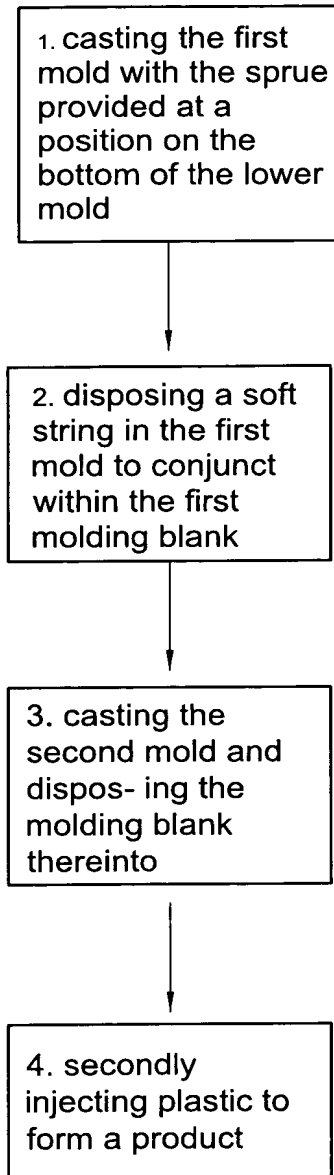 1. casting the first
mold with the sprue
provided at a
position on the
bottom of the lower
mold
2. disposing a soft
string in the first
mold to conjunct
within the first
molding blank
3. casting the
second mold and
dispos- ing the
molding blank
thereinto
4. secondly
injecting plastic to
form a product